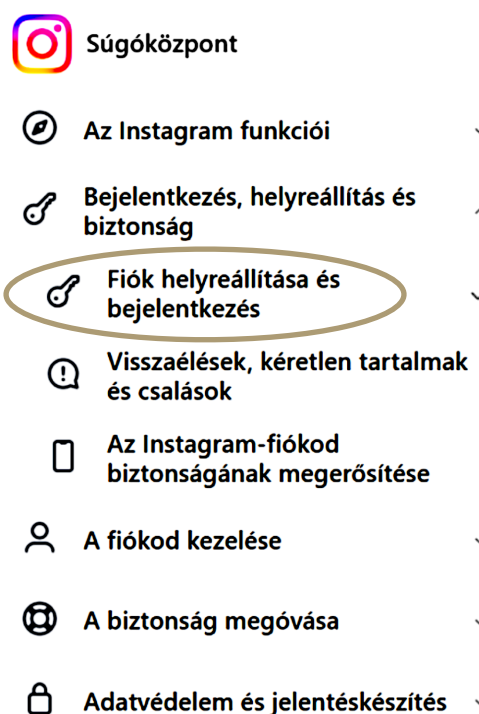 Súgóközpont
Az Instagram funkciói
Bejelentkezés, helyreállítás és
biztonság
Fiók helyreállítása és
bejelentkezés
Visszaélések, kéretlen tartalmak
és csalások
Az Instagram-fiókod
biztonságának megerősítése
A fiókod kezelése
A biztonság megóvása
Adatvédelem és jelentéskészítés